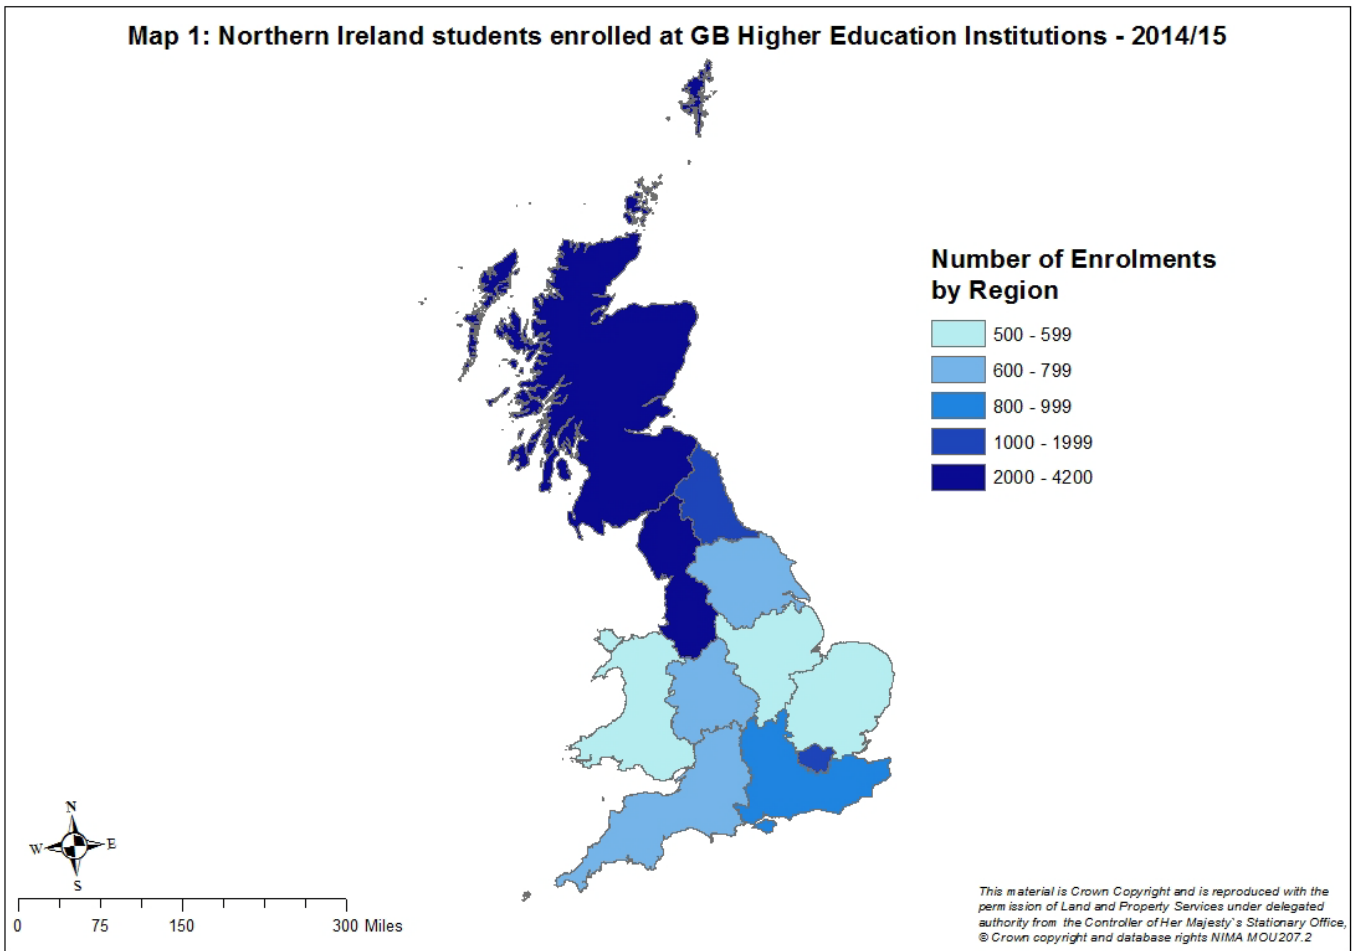 Map 1: Northern Ireland students enrolled at GB Higher Education Institutions - 2014/15
Number of Enrolments
by Region
500 - 599
600 - 799
800 - 999
1000 - 1999
2000 - 4200
N
W
E
S
0
75
150
300 Miles
This material is Crown Copyright and is reproduced with the
permission of Land and Property Services under delegated
authority from the Controller of Her Majesty`s Stationary Office,
© Crown copyright and database rights NIMA MOU207.2